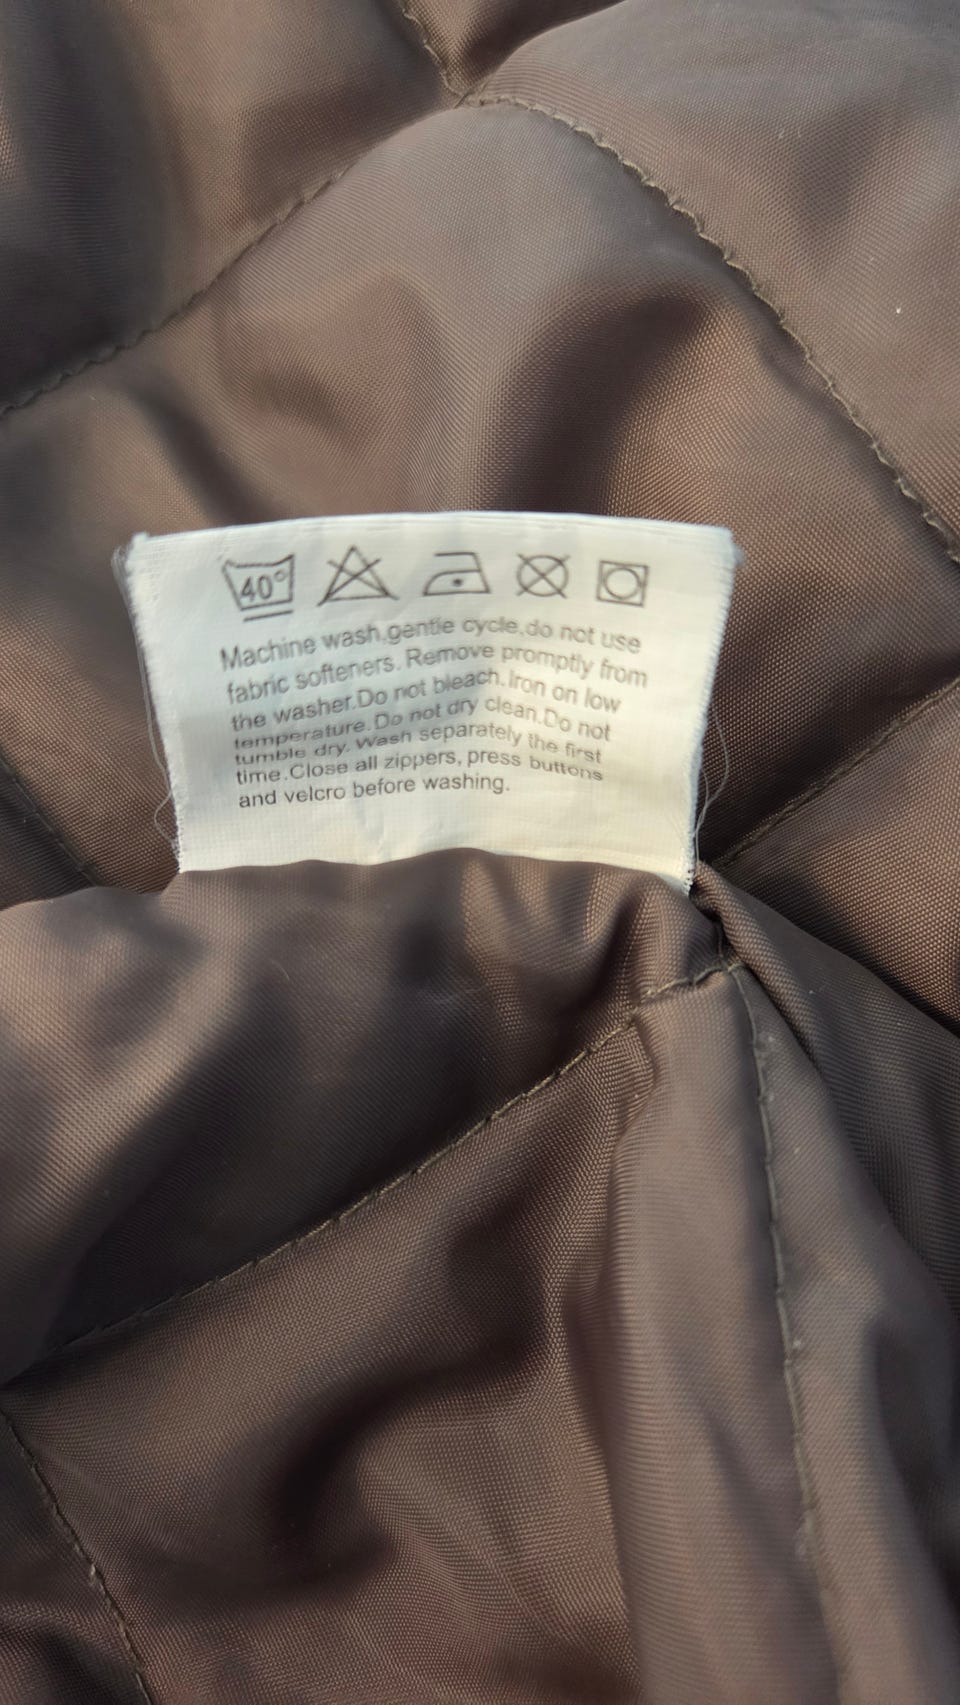 40°
Machine wash,gentle cycle,do not use
fabric softeners. Remove promptly from
the washer.Do not bleach.Iron on low
temperature.Do not dry clean.Do not
tumble dry. Wash separately the first
time.Close all zippers, press buttons
and velcro before washing.